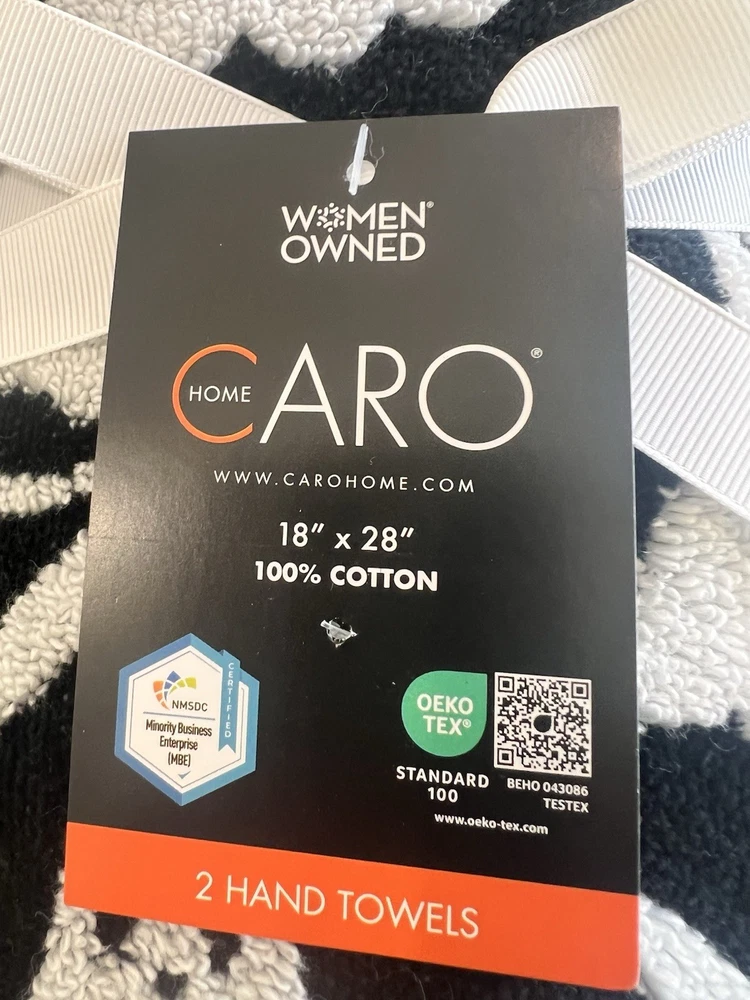 WOMEN®
OWNED
HOME
CARO®
WWW.CAROHOME.COM
18" x 28"
100% COTTON
NMSDC
Minority Business
Enterprise
(MBE)
CERTIFIED
OEKO
TEX®
STANDARD
100
BEHO 043086
TESTEX
www.oeko-tex.com
2 HAND TOWELS